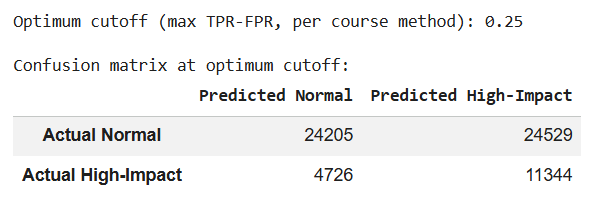 Optimum cutoff (max TPR-FPR, per course method): 0.25
Confusion matrix at optimum cutoff:
Predicted Normal Predicted High-Impact
Actual Normal 24205 24529
Actual High-Impact 4726 11344